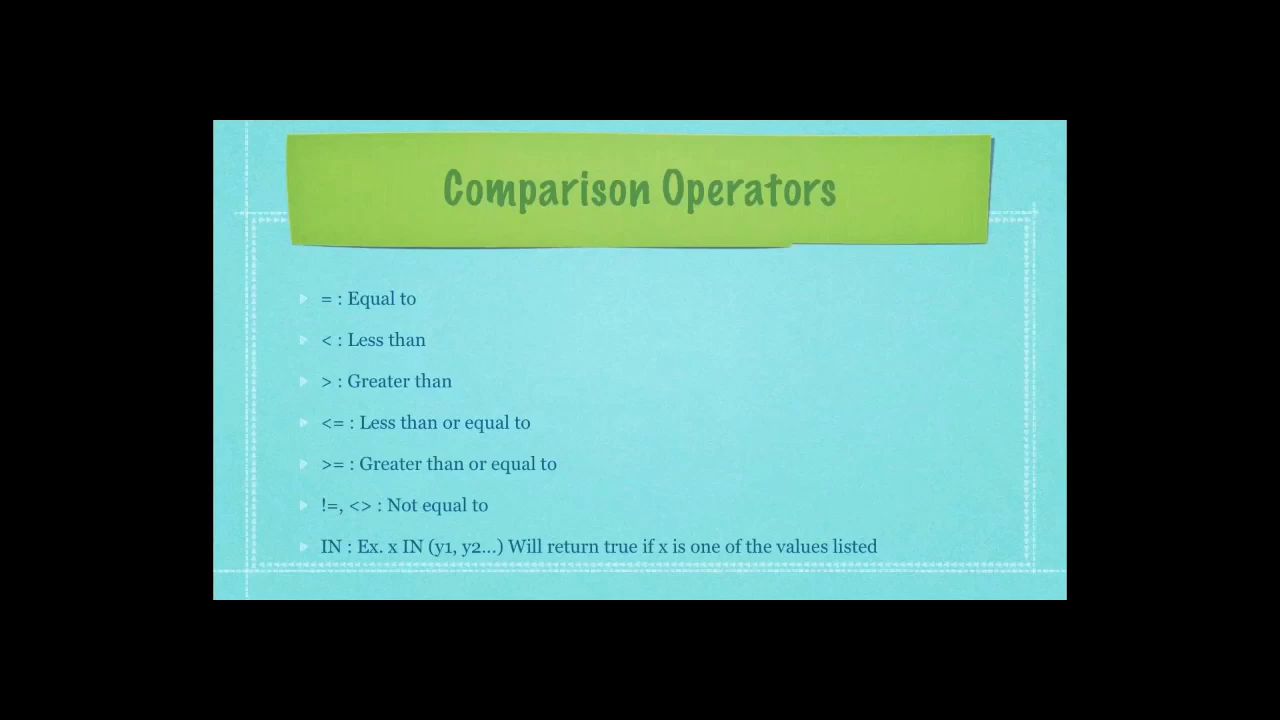 Comparison Operators
= : Equal to
< : Less than
> : Greater than
<= : Less than or equal to
>= : Greater than or equal to
!=, <> : Not equal to
IN : Ex. x IN (y1, y2...) Will return true if x is one of the values listed